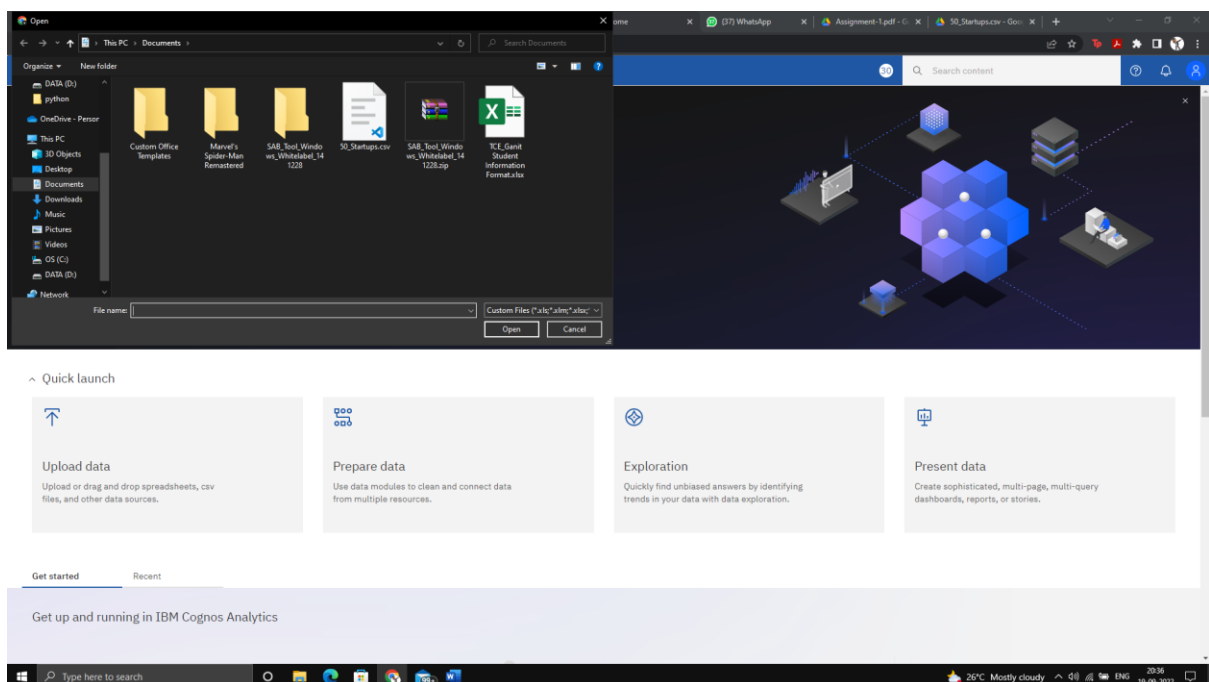 Open
ome
(37) WhatsApp
Assignment-1.pdf - G
50_Startups.csv - Goo
This PC > Documents >
Search Documents
Organize
New folder
30
Search content
DATA (D:)
python
OneDrive - Persor
This PC
3D Objects
Desktop
Documents
Downloads
Music
Pictures
Videos
OS (C:)
DATA (D:)
Network
Custom Office
Templates
Marvel's
Spider-Man
Remastered
SAB_Tool_Windo
ws_Whitelabel_14
1228
50_Startups.csv
SAB_Tool_Windo
ws_Whitelabel_14
1228.zip
TCE_Ganit
Student
Information
Format.xlsx
File name:
Custom Files (*.xls;*.xlm;*.xlsx;'
Open
Cancel
Quick launch
Upload data
Upload or drag and drop spreadsheets, csv
files, and other data sources.
Prepare data
Use data modules to clean and connect data
from multiple resources.
Exploration
Quickly find unbiased answers by identifying
trends in your data with data exploration.
Present data
Create sophisticated, multi-page, multi-query
dashboards, reports, or stories.
Get started
Recent
Get up and running in IBM Cognos Analytics
Type here to search
99+
26°C Mostly cloudy
ENG
20:36